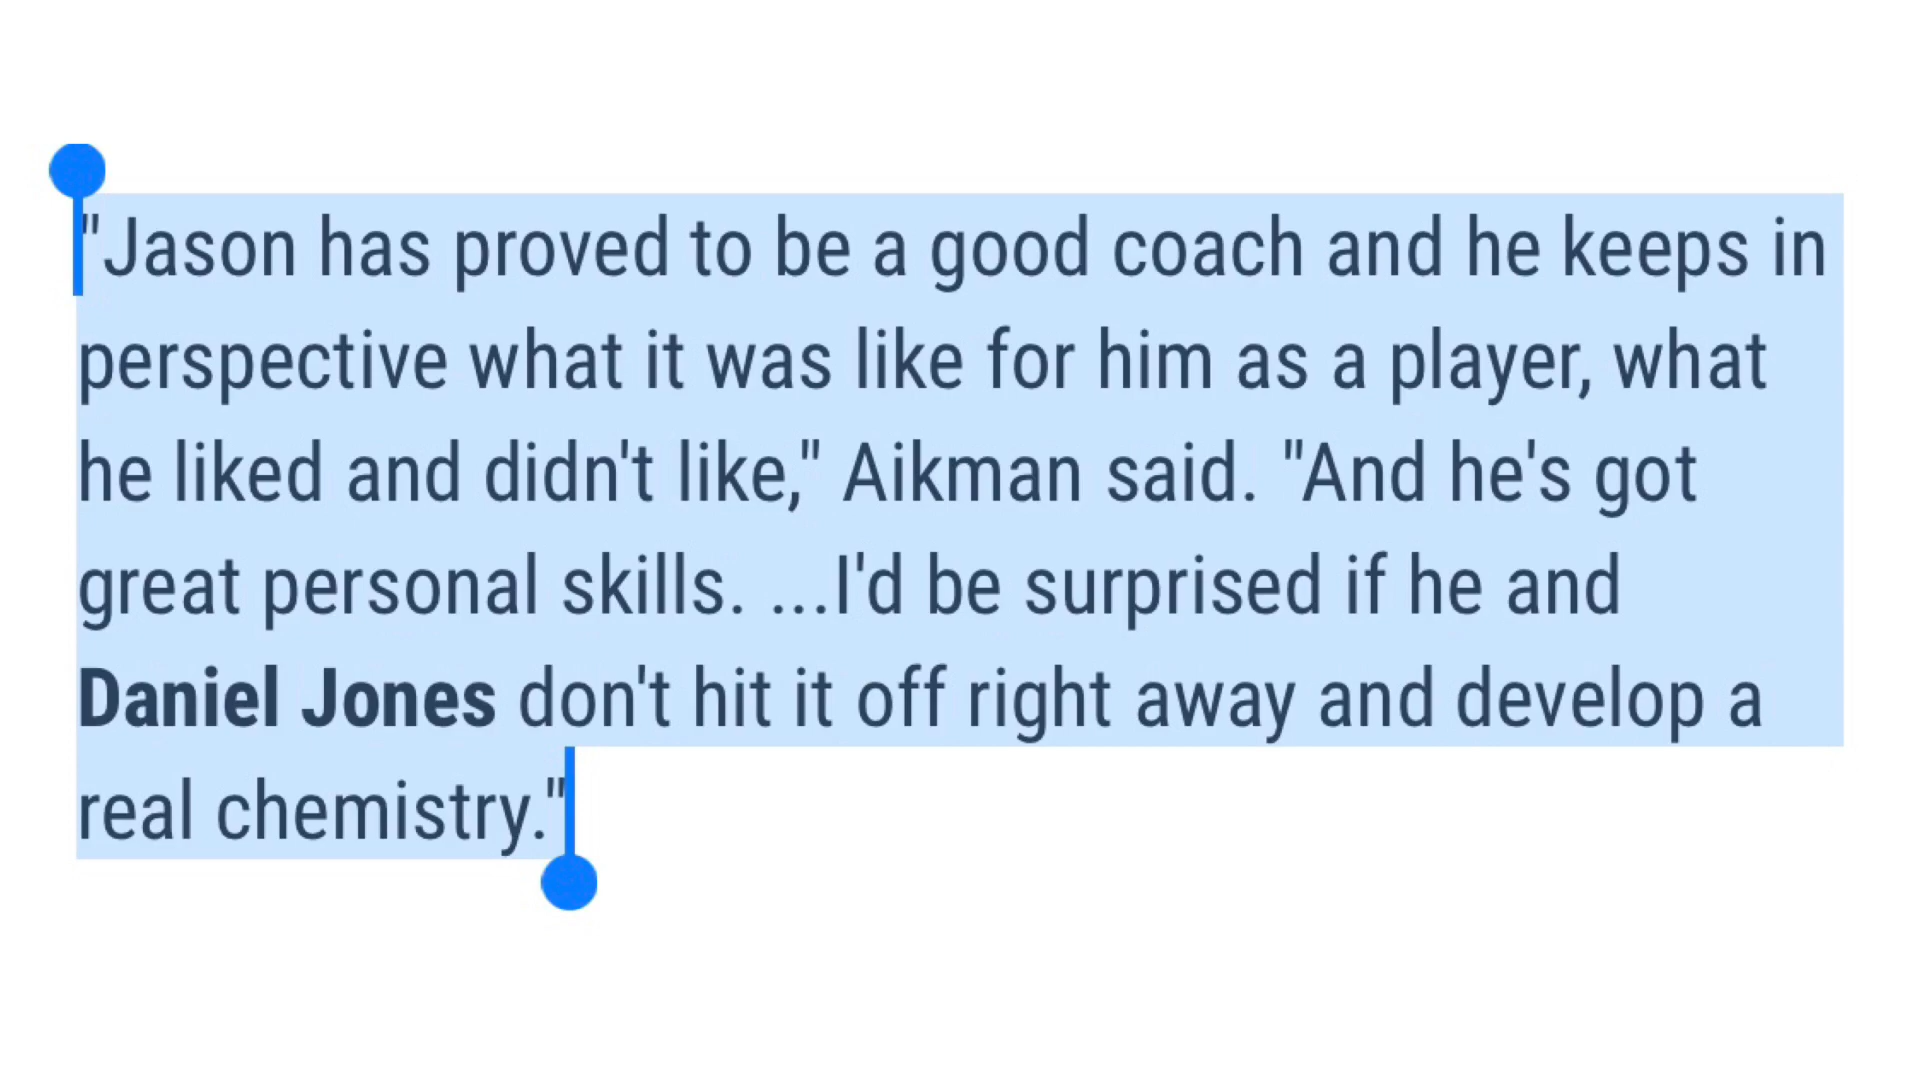 "Jason has proved to be a good coach and he keeps in
perspective what it was like for him as a player, what
he liked and didn't like," Aikman said. "And he's got
great personal skills. ...I'd be surprised if he and
Daniel Jones don't hit it off right away and develop a
real chemistry."